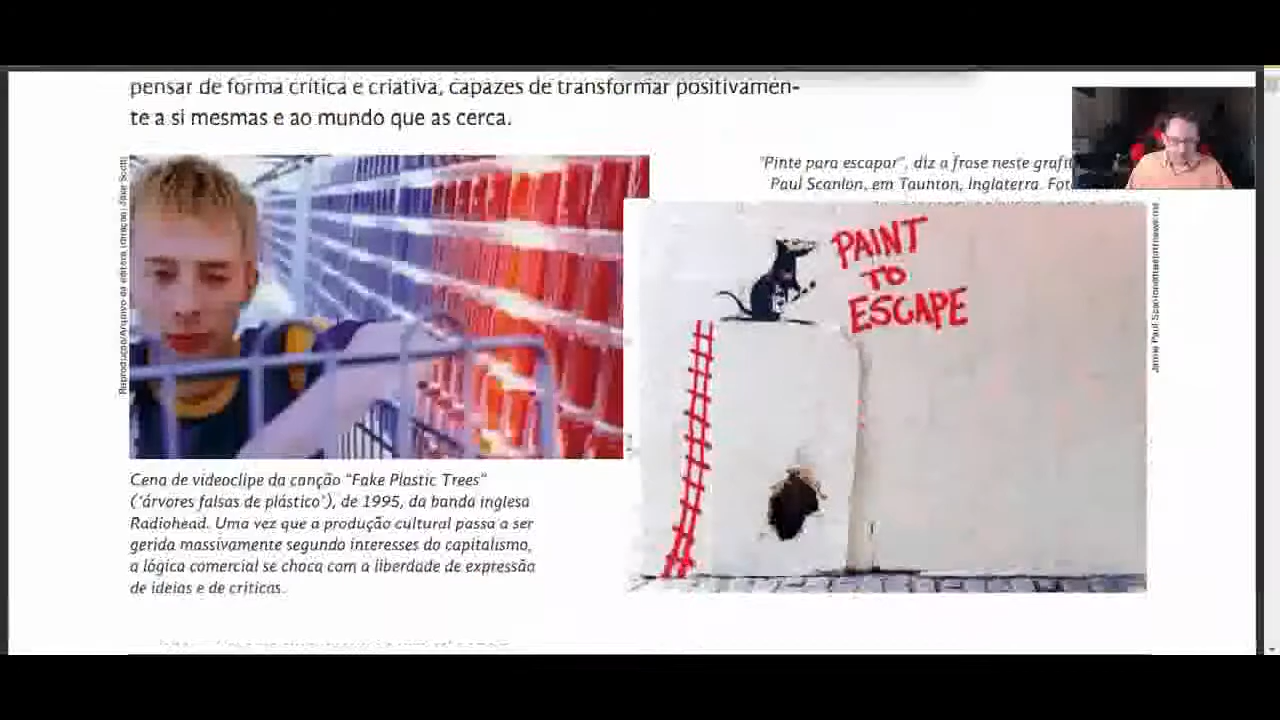 pensar de forma crítica e criativa, capazes de transformar positivamen-
te a si mesmas e ao mundo que as cerca.
"Pinte para escapar", diz a frase neste grafit
Paul Scanlon, em Taunton, Inglaterra. Fot
PAINT
TO
ESCAPE
Cena de videoclipe da canção "Fake Plastic Trees"
('árvores falsas de plástico'), de 1995, da banda inglesa
Radiohead. Uma vez que a produção cultural passa a ser
gerida massivamente segundo interesses do capitalismo,
a lógica comercial se choca com a liberdade de expressão
de ideias e de críticas.